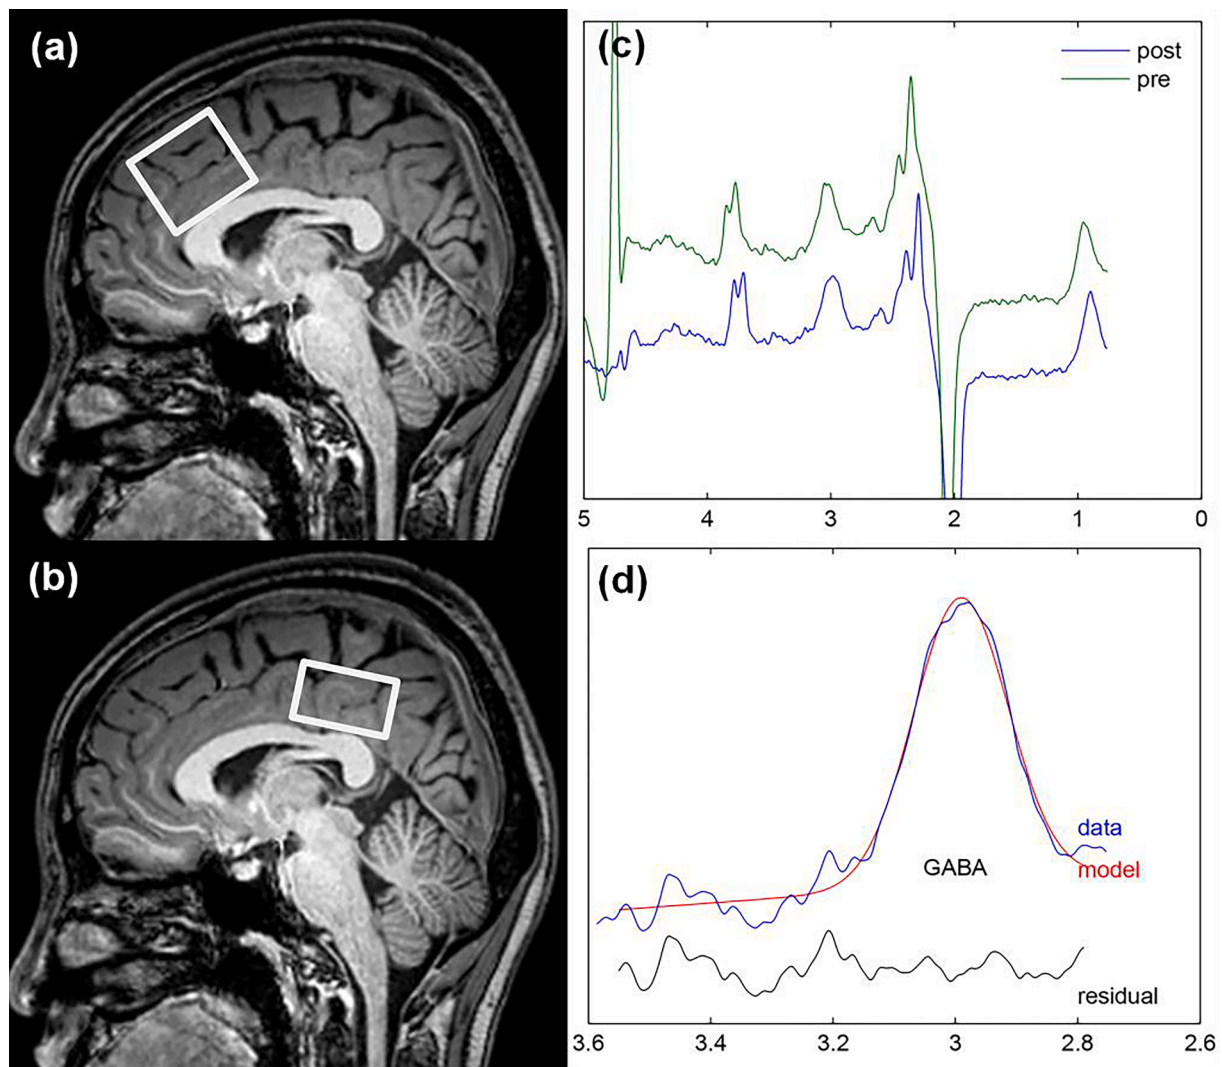 (a)
(b)
(c)
post
pre
5 4 3 2 1 0
(d)
data
model
GABA
residual
3.6 3.4 3.2 3 2.8 2.6